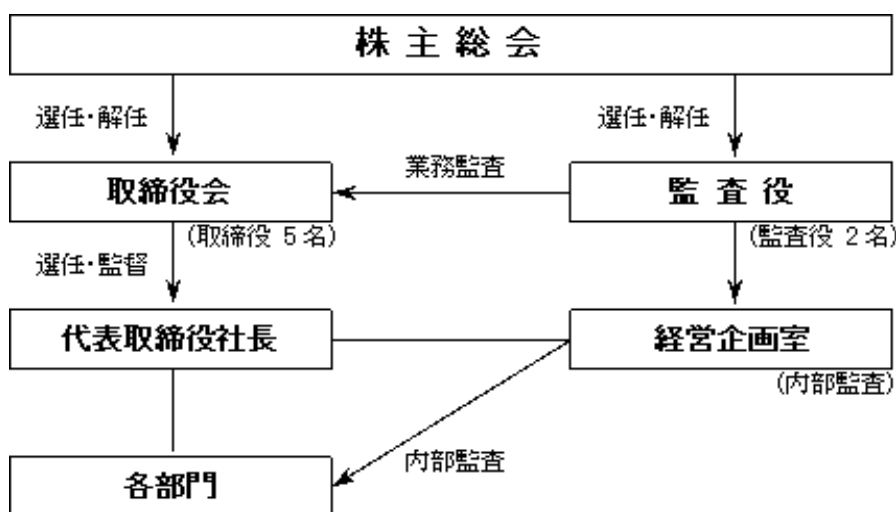 株 主 総 会
選任・解任
選任・解任
業務監査
取締役会
監 査 役
(取締役 5名)
(監査役 2名)
選任・監督
代表取締役社長
経営企画室
(内部監査)
内部監査
各部門